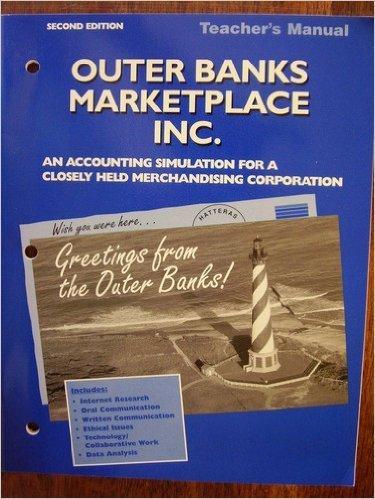 SECOND EDITION
Teacher's Manual
OUTER BANKS
MARKETPLACE
INC.
AN ACCOUNTING SIMULATION FOR A
CLOSELY HELD MERCHANDISING CORPORATION
Wish you were here...
HATTERAS
Greetings from
the Outer Banks!
Includes:
• Internet Research
• Oral Communication
• Written Communication
• Ethical Issues
• Technology/
Collaborative Work
• Data Analysis